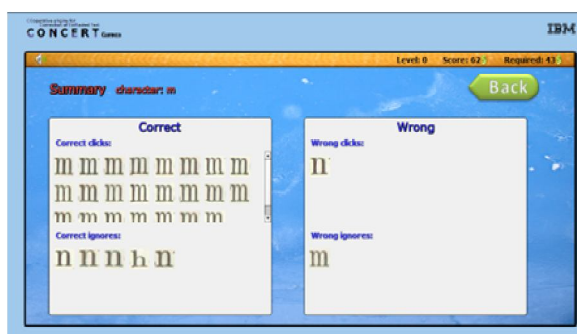 CONCERT Games
IBM
Level: 0 Score: 62 Required: 43
Summary character: m
Back
Correct
Correct clicks:
m m m m m m m m
m m m m m m m m
m m m m m m m
Correct ignores:
n n n h n
Wrong
Wrong clicks:
n
Wrong ignores:
m